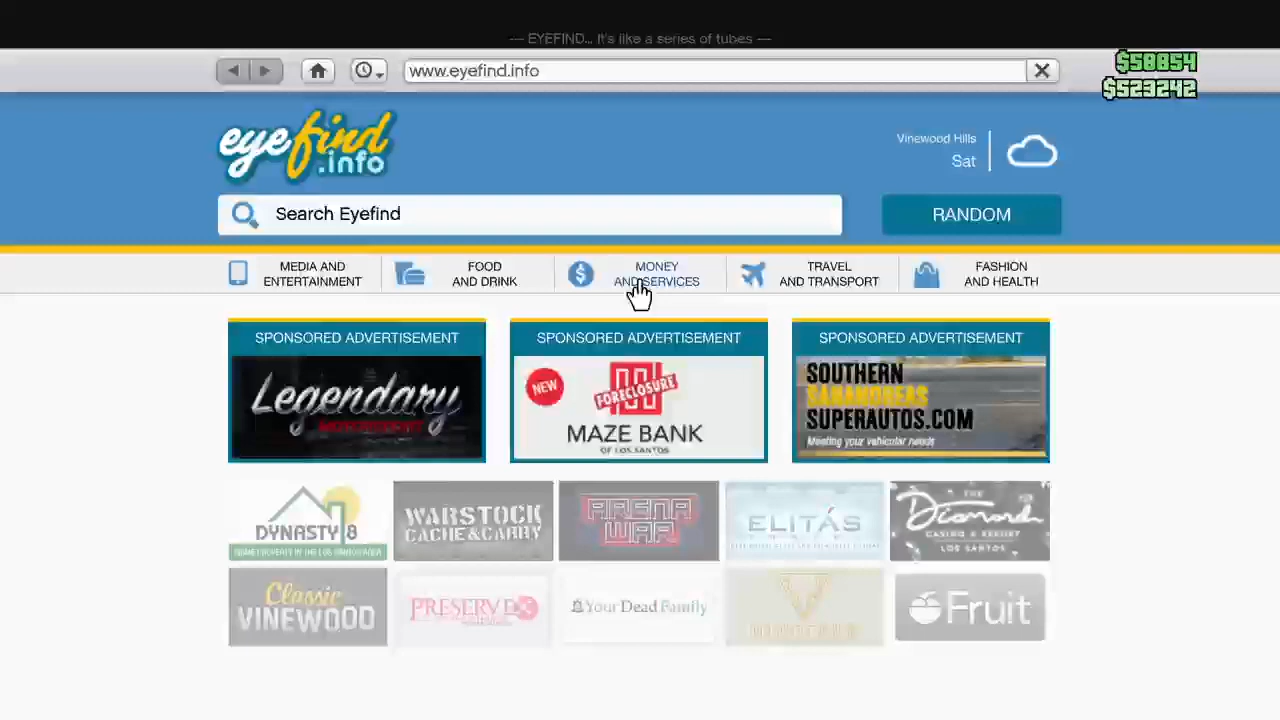 --- EYEFIND... It's like a series of tubes ---
www.eyefind.info
$58854
$523242
eyefind
.info
Vinewood Hills
Sat
Search Eyefind
RANDOM
MEDIA AND
ENTERTAINMENT
FOOD
AND DRINK
MONEY
AND SERVICES
TRAVEL
AND TRANSPORT
FASHION
AND HEALTH
SPONSORED ADVERTISEMENT
Legendary
MOTORSPORT
SPONSORED ADVERTISEMENT
NEW
FORECLOSURE
MAZE BANK
OF LOS SANTOS
SPONSORED ADVERTISEMENT
SOUTHERN
SANANDREAS
SUPERAUTOS.COM
Meeting your vehicular needs
DYNASTY 8
WARSTOCK
CACHE & CARRY
ARENA
WAR
ELITÁS
THE
Diamond
CASINO & RESORT
LOS SANTOS
Classic
VINEWOOD
PRESERVEX
Your Dead Family
Fruit